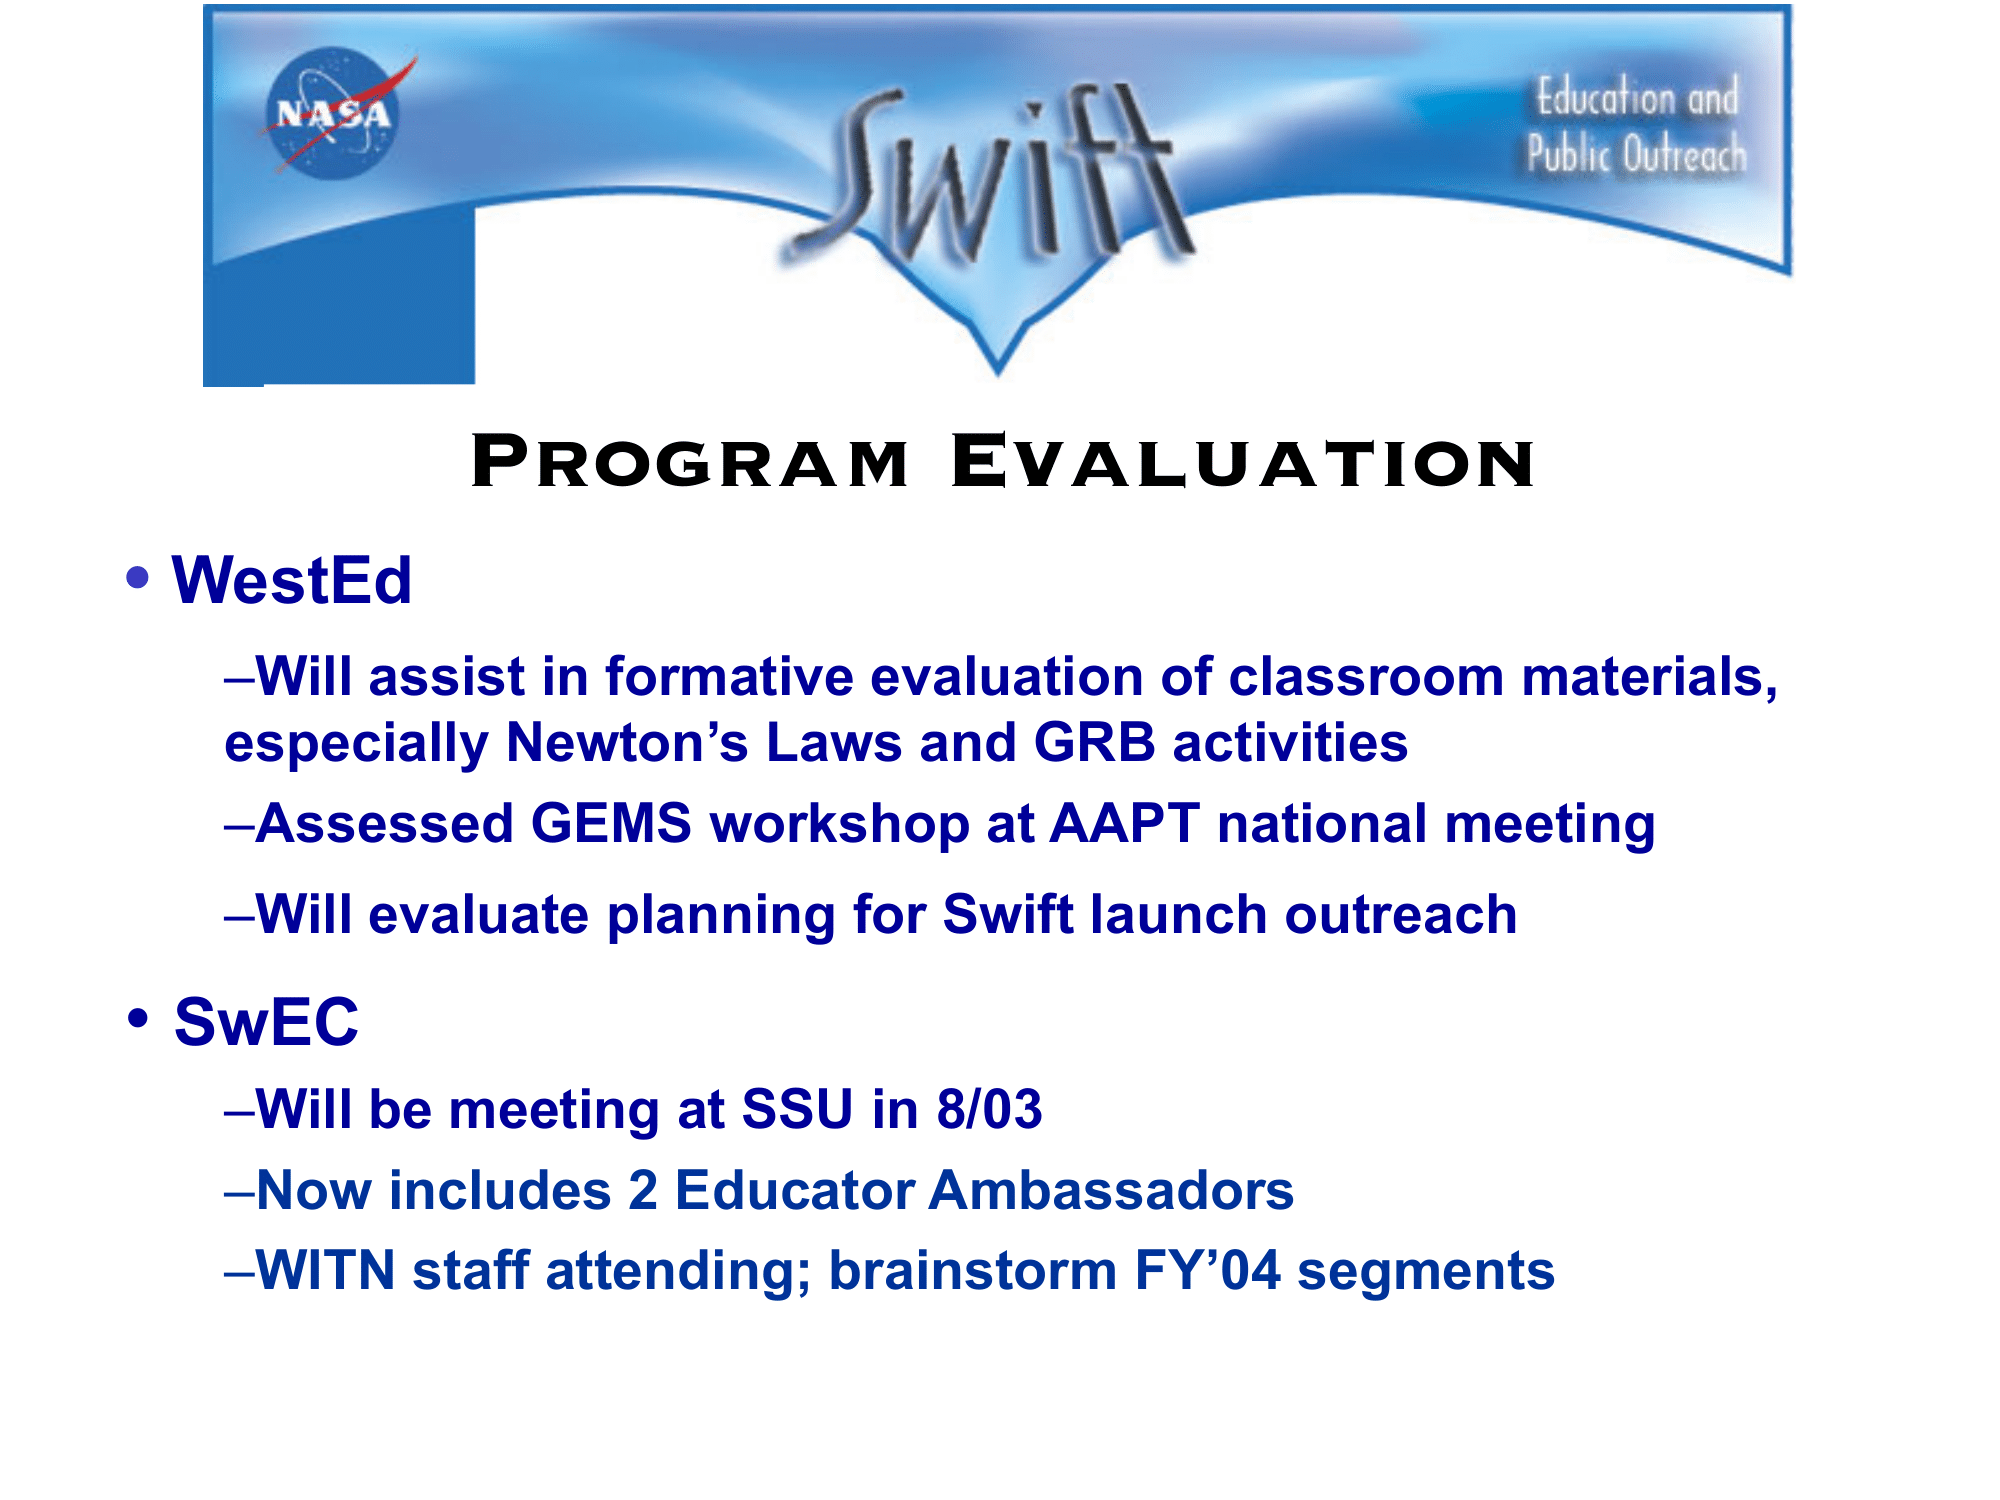 NASA
Swift
Education and
Public Outreach
PROGRAM EVALUATION
• WestEd
–Will assist in formative evaluation of classroom materials,
especially Newton’s Laws and GRB activities
–Assessed GEMS workshop at AAPT national meeting
–Will evaluate planning for Swift launch outreach
• SwEC
–Will be meeting at SSU in 8/03
–Now includes 2 Educator Ambassadors
–WITN staff attending; brainstorm FY’04 segments